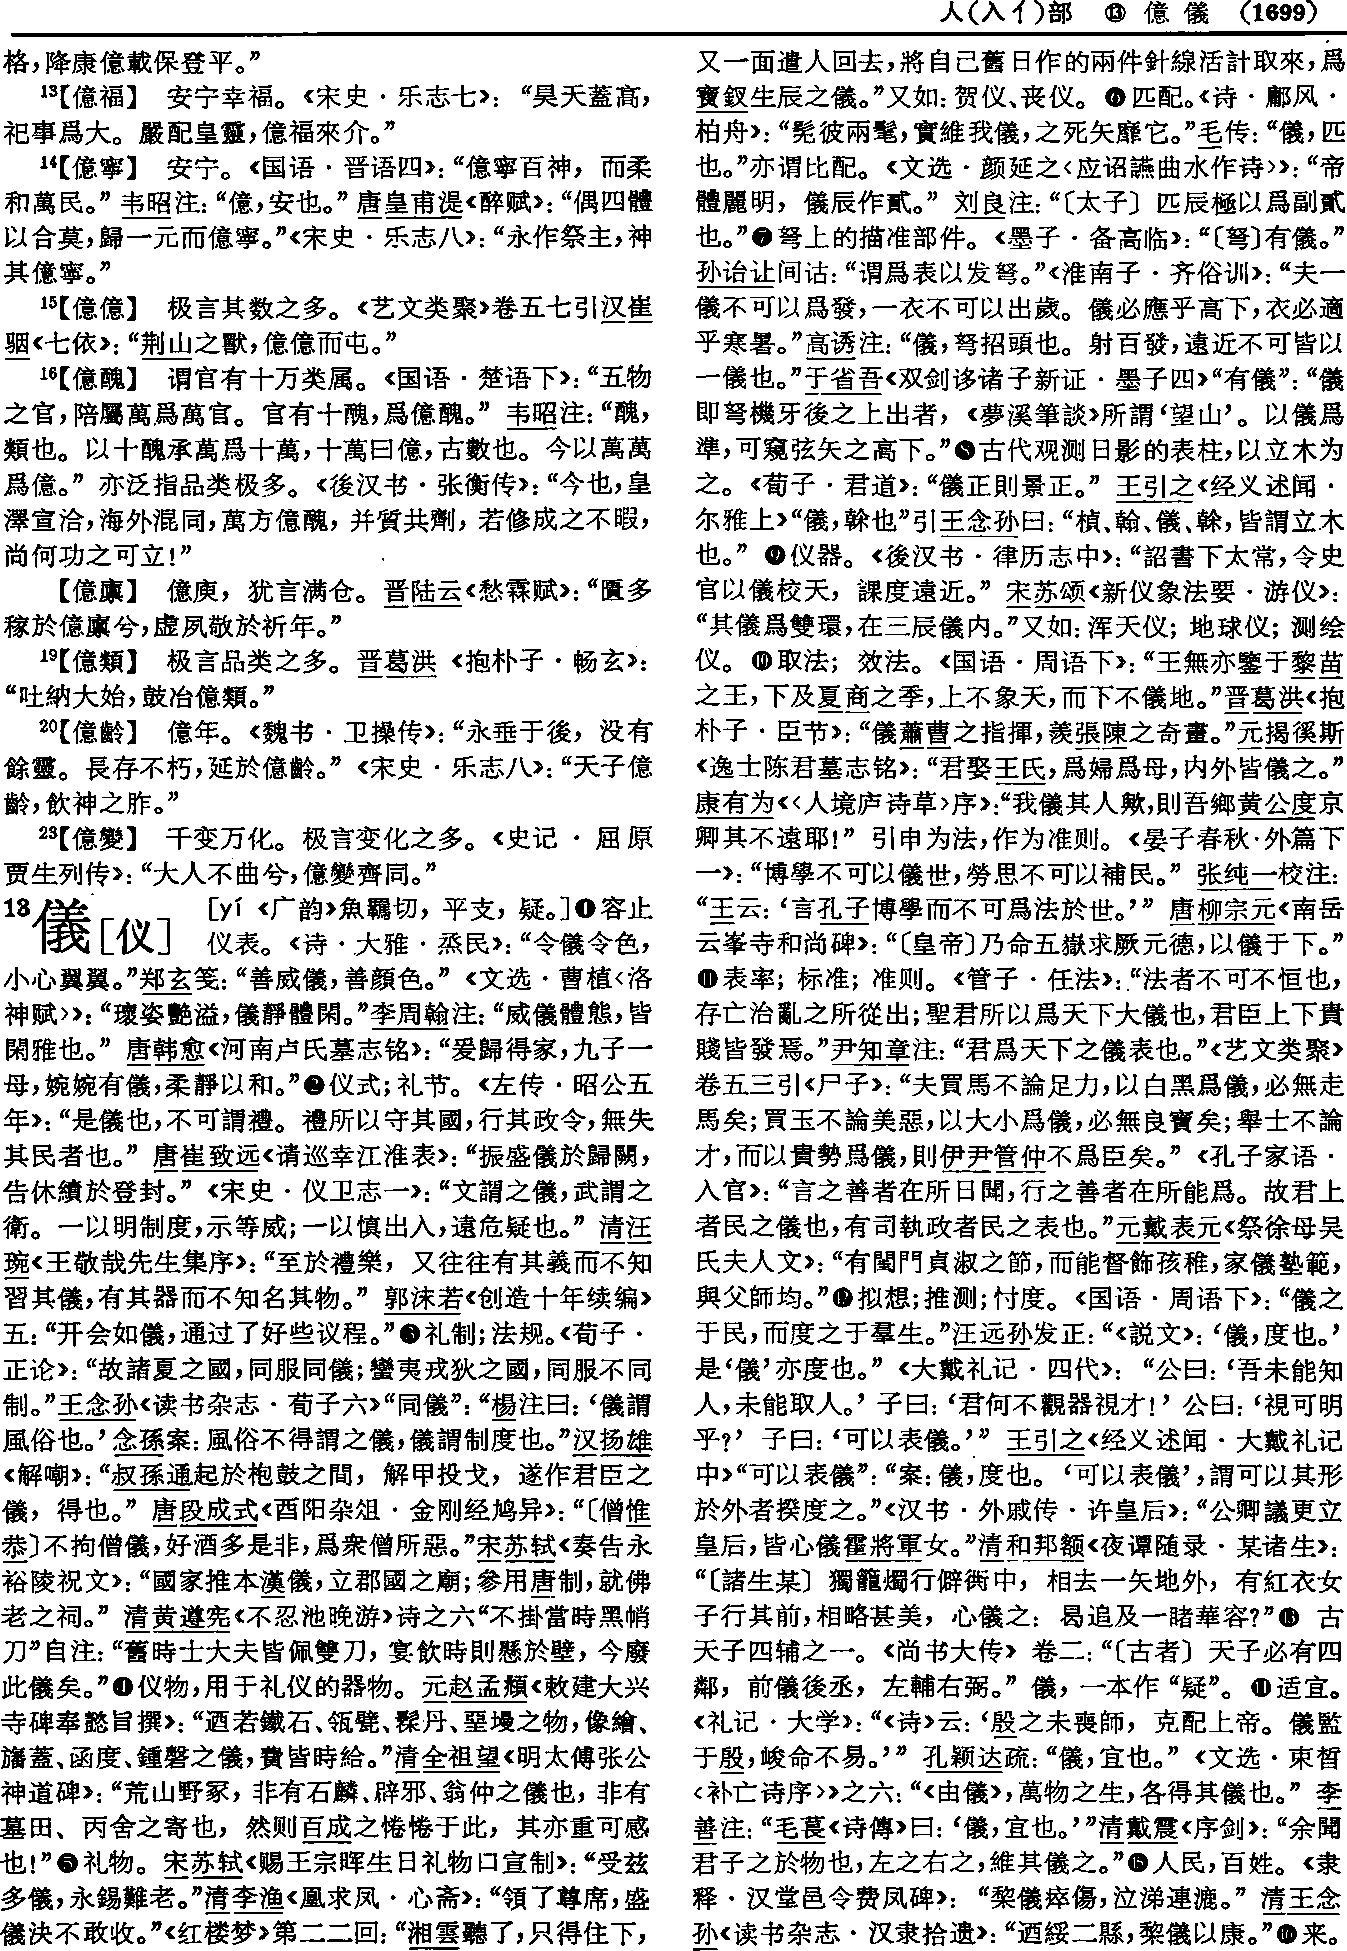 人(入亻)部 ⑬ 億儀 (1699)
格,降康億載保登平。”
¹³【億福】 安宁幸福。《宋史·乐志七》:“昊天蓋高,
祀事爲大。嚴配皇靈,億福來介。”
¹⁴【億寧】 安宁。《国语·晋语四》:“億寧百神,而柔
和萬民。”韦昭注:“億,安也。”唐皇甫湜《醉赋》:“偶四體
以合莫,歸一元而億寧。”《宋史·乐志八》:“永作祭主,神
其億寧。”
¹⁵【億億】 极言其数之多。《艺文类聚》卷五七引汉崔
骃《七依》:“荆山之獸,億億而屯。”
¹⁶【億醜】 谓官有十万类属。《国语·楚语下》:“五物
之官,陪屬萬爲萬官。官有十醜,爲億醜。”韦昭注:“醜,
類也。以十醜承萬爲十萬,十萬曰億,古數也。今以萬萬
爲億。”亦泛指品类极多。《後汉书·张衡传》:“今也,皇
澤宣洽,海外混同,萬方億醜,并質共劑,若修成之不暇,
尚何功之可立!”
【億廪】 億庾,犹言满仓。晋陆云《愁霖赋》:“匱多
稼於億廪兮,虚夙敬於祈年。”
¹⁹【億類】 极言品类之多。晋葛洪《抱朴子·畅玄》:
“吐納大始,鼓冶億類。”
²⁰【億齡】 億年。《魏书·卫操传》:“永垂于後,没有
餘靈。長存不朽,延於億齡。”《宋史·乐志八》:“天子億
齡,飲神之胙。”
²³【億變】 千变万化。极言变化之多。《史记·屈原
贾生列传》:“大人不曲兮,億變齊同。”
¹³儀[仪] [yí 《广韵》魚羈切,平支,疑。]❶容止
仪表。《诗·大雅·烝民》:“令儀令色,
小心翼翼。”郑玄笺:“善威儀,善顔色。”《文选·曹植〈洛
神赋〉》:“瓌姿艷溢,儀靜體閑。”李周翰注:“威儀體態,皆
閑雅也。”唐韩愈《河南卢氏墓志铭》:“爰歸得家,九子一
母,婉婉有儀,柔靜以和。”❷仪式;礼节。《左传·昭公五
年》:“是儀也,不可謂禮。禮所以守其國,行其政令,無失
其民者也。”唐崔致远《请巡幸江淮表》:“振盛儀於歸闕,
告休績於登封。”《宋史·仪卫志一》:“文謂之儀,武謂之
衛。一以明制度,示等威;一以慎出入,遠危疑也。”清汪
琬《王敬哉先生集序》:“至於禮樂,又往往有其義而不知
習其儀,有其器而不知名其物。”郭沫若《创造十年续编》
五:“开会如儀,通过了好些议程。”❸礼制;法规。《荀子·
正论》:“故諸夏之國,同服同儀;蠻夷戎狄之國,同服不同
制。”王念孙《读书杂志·荀子六》“同儀”:“楊注曰:‘儀謂
風俗也。’念孫案:風俗不得謂之儀,儀謂制度也。”汉扬雄
《解嘲》:“叔孫通起於枹鼓之間,解甲投戈,遂作君臣之
儀,得也。”唐段成式《酉阳杂俎·金刚经鸠异》:“〔僧惟
恭〕不拘僧儀,好酒多是非,爲衆僧所惡。”宋苏轼《奏告永
裕陵祝文》:“國家推本漢儀,立郡國之廟;參用唐制,就佛
老之祠。”清黄遵宪《不忍池晚游》诗之六“不掛當時黑鞘
刀”自注:“舊時士大夫皆佩雙刀,宴飲時則懸於壁,今廢
此儀矣。”❹仪物,用于礼仪的器物。元赵孟頫《敕建大兴
寺碑奉懿旨撰》:“迺若鐵石、瓴甓、髹丹、堊墁之物,像繪、
旛蓋、函度、鍾磬之儀,費皆時給。”清全祖望《明太傅张公
神道碑》:“荒山野冢,非有石麟、辟邪、翁仲之儀也,非有
墓田、丙舍之寄也,然则百成之惓惓于此,其亦重可感
也!”❺礼物。宋苏轼《赐王宗晖生日礼物口宣制》:“受兹
多儀,永錫難老。”清李渔《凰求凤·心斋》:“領了尊席,盛
儀決不敢收。”《红楼梦》第二二回:“湘雲聽了,只得住下,
又一面遣人回去,將自己舊日作的兩件針線活計取來,爲
寶釵生辰之儀。”又如:贺仪、丧仪。❻匹配。《诗·鄘风·
柏舟》:“髧彼兩髦,實維我儀,之死矢靡它。”毛传:“儀,匹
也。”亦谓比配。《文选·颜延之〈应诏讌曲水作诗〉》:“帝
體麗明,儀辰作貳。”刘良注:“〔太子〕匹辰極以爲副貳
也。”❼弩上的描准部件。《墨子·备高临》:“〔弩〕有儀。”
孙诒让间诂:“谓爲表以发弩。”《淮南子·齐俗训》:“夫一
儀不可以爲發,一衣不可以出歲。儀必應乎高下,衣必適
乎寒暑。”高诱注:“儀,弩招頭也。射百發,遠近不可皆以
一儀也。”于省吾《双剑誃诸子新证·墨子四》“有儀”:“儀
即弩機牙後之上出者,《夢溪筆談》所謂‘望山’。以儀爲
準,可窺弦矢之高下。”❽古代观测日影的表柱,以立木为
之。《荀子·君道》:“儀正則景正。”王引之《经义述闻·
尔雅上》“儀,榦也”引王念孙曰:“楨、翰、儀、榦,皆謂立木
也。”❾仪器。《後汉书·律历志中》:“詔書下太常,令史
官以儀校天,課度遠近。”宋苏颂《新仪象法要·游仪》:
“其儀爲雙環,在三辰儀内。”又如:浑天仪;地球仪;测绘
仪。❿取法;效法。《国语·周语下》:“王無亦鑒于黎苗
之王,下及夏商之季,上不象天,而下不儀地。”晋葛洪《抱
朴子·臣节》:“儀蕭曹之指揮,羨張陳之奇畫。”元揭傒斯
《逸士陈君墓志铭》:“君娶王氏,爲婦爲母,内外皆儀之。”
康有为《〈人境庐诗草〉序》:“我儀其人歟,則吾鄉黄公度京
卿其不遠耶!”引申为法,作为准则。《晏子春秋·外篇下
一》:“博學不可以儀世,勞思不可以補民。”张纯一校注:
“王云:‘言孔子博學而不可爲法於世。’”唐柳宗元《南岳
云峯寺和尚碑》:“〔皇帝〕乃命五嶽求厥元德,以儀于下。”
⓫表率;标准;准则。《管子·任法》:“法者不可不恒也,
存亡治亂之所從出;聖君所以爲天下大儀也,君臣上下貴
賤皆發焉。”尹知章注:“君爲天下之儀表也。”《艺文类聚》
卷五三引《尸子》:“夫買馬不論足力,以白黑爲儀,必無走
馬矣;買玉不論美惡,以大小爲儀,必無良寶矣;舉士不論
才,而以貴勢爲儀,則伊尹管仲不爲臣矣。”《孔子家语·
入官》:“言之善者在所日聞,行之善者在所能爲。故君上
者民之儀也,有司執政者民之表也。”元戴表元《祭徐母吴
氏夫人文》:“有閨門貞淑之節,而能督飾孩稚,家儀塾範,
與父師均。”⓬拟想;推测;忖度。《国语·周语下》:“儀之
于民,而度之于羣生。”汪远孙发正:“《説文》:‘儀,度也。’
是‘儀’亦度也。”《大戴礼记·四代》:“公曰:‘吾未能知
人,未能取人。’子曰:‘君何不觀器視才!’公曰:‘視可明
乎?’子曰:‘可以表儀。’”王引之《经义述闻·大戴礼记
中》“可以表儀”:“案:儀,度也。‘可以表儀’,謂可以其形
於外者揆度之。”《汉书·外戚传·许皇后》:“公卿議更立
皇后,皆心儀霍將軍女。”清和邦额《夜谭随录·某诸生》:
“〔諸生某〕獨籠燭行僻衖中,相去一矢地外,有紅衣女
子行其前,相略甚美,心儀之:曷追及一睹華容?”⓭古
天子四辅之一。《尚书大传》卷二:“〔古者〕天子必有四
鄰,前儀後丞,左輔右弼。”儀,一本作“疑”。⓮适宜。
《礼记·大学》:“《诗》云:‘殷之未喪師,克配上帝。儀監
于殷,峻命不易。’”孔颖达疏:“儀,宜也。”《文选·束皙
〈补亡诗序〉》之六:“《由儀》,萬物之生,各得其儀也。”李
善注:“毛萇《诗傳》曰:‘儀,宜也。’”清戴震《序剑》:“余聞
君子之於物也,左之右之,維其儀之。”⓯人民,百姓。《隶
释·汉堂邑令费凤碑》:“棃儀瘁傷,泣涕連漉。”清王念
孙《读书杂志·汉隶拾遗》:“迺綏二縣,棃儀以康。”⓰来。